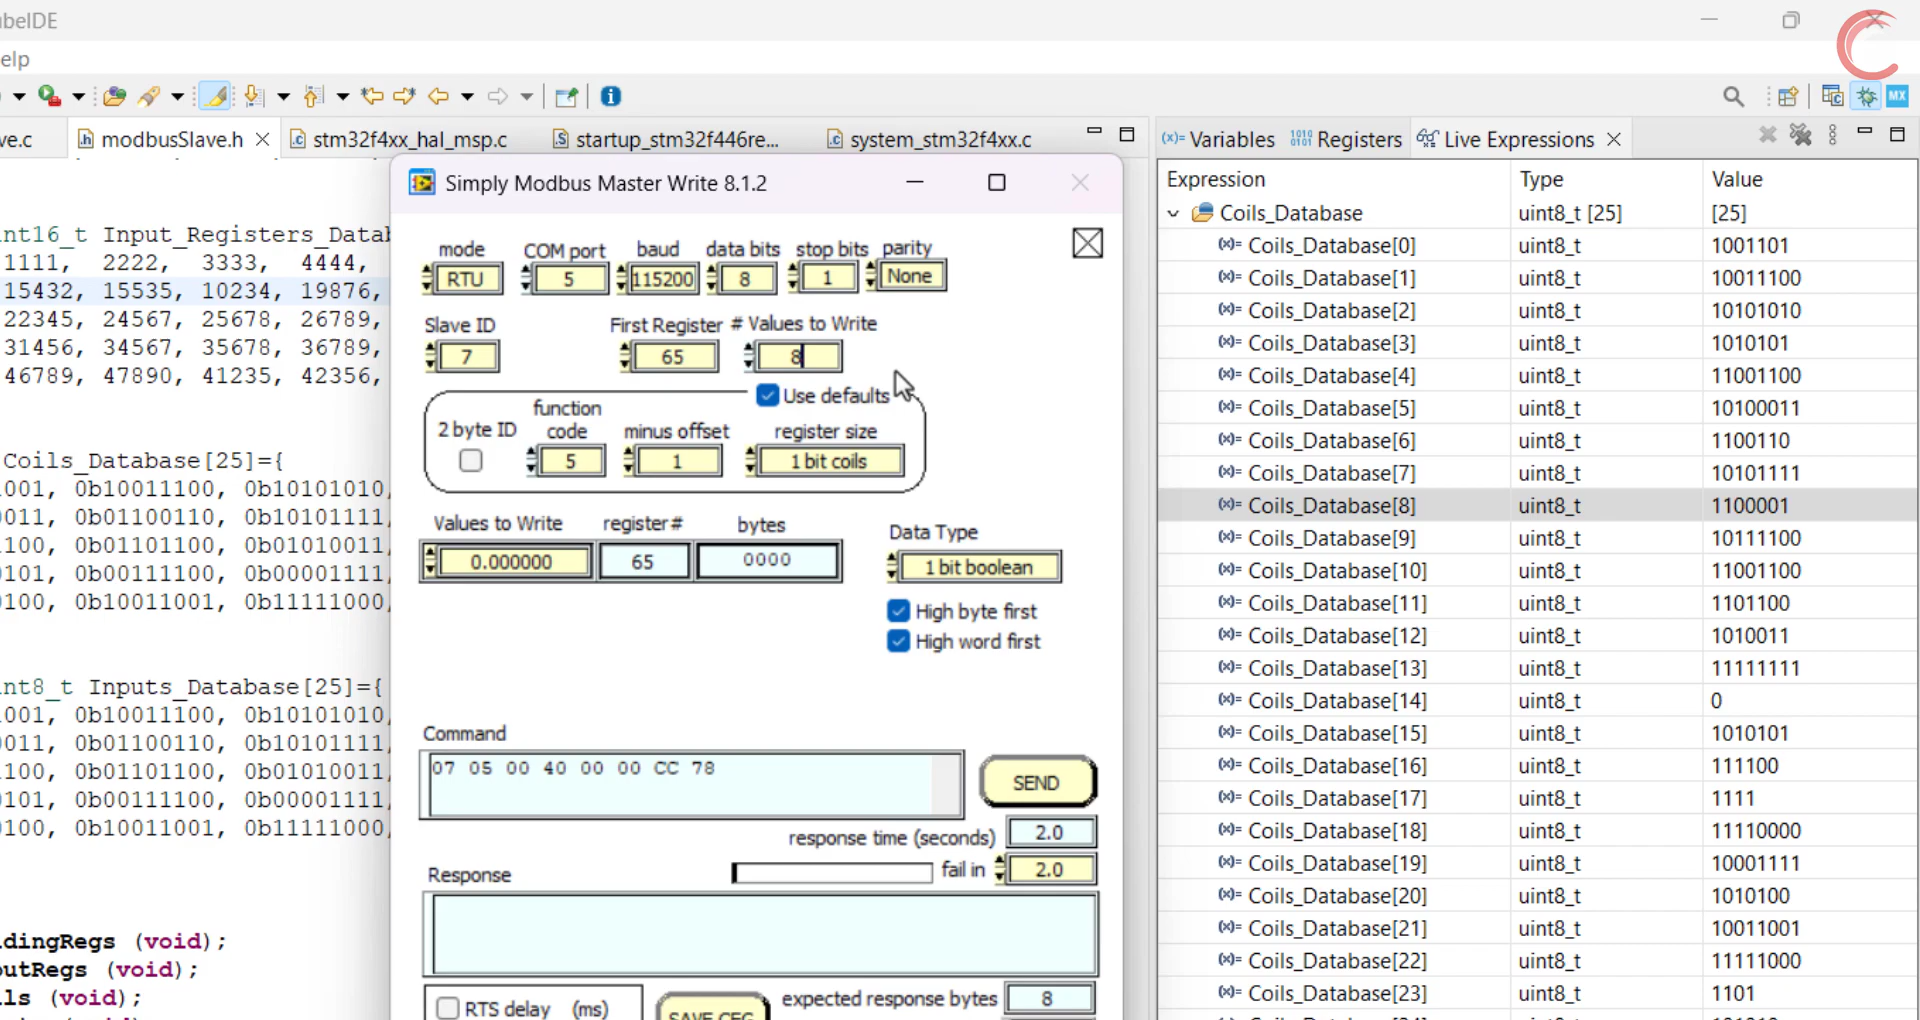 ubeIDE
elp
MX
ve.c
modbusSlave.h
stm32f4xx_hal_msp.c
startup_stm32f446re...
system_stm32f4xx.c
(x)= Variables
Registers
Live Expressions
int16_t Input_Registers_Datab
1111, 2222, 3333, 4444,
15432, 15535, 10234, 19876,
22345, 24567, 25678, 26789,
31456, 34567, 35678, 36789,
46789, 47890, 41235, 42356,
Coils_Database[25]={
001, 0b10011100, 0b10101010,
011, 0b01100110, 0b10101111,
100, 0b01101100, 0b01010011,
101, 0b00111100, 0b00001111,
100, 0b10011001, 0b11111000,
int8_t Inputs_Database[25]={
001, 0b10011100, 0b10101010,
011, 0b01100110, 0b10101111,
100, 0b01101100, 0b01010011,
101, 0b00111100, 0b00001111,
100, 0b10011001, 0b11111000,
dingRegs (void);
utRegs (void);
ls (void);
Simply Modbus Master Write 8.1.2
mode COM port baud data bits stop bits parity
RTU 5 115200 8 1 None
Slave ID First Register # Values to Write
7 65 8
Use defaults
2 byte ID function code minus offset register size
5 1 1 bit coils
Values to Write register# bytes
0.000000 65 0000
Data Type
1 bit boolean
High byte first
High word first
Command
07 05 00 40 00 00 CC 78
SEND
response time (seconds) 2.0
Response fail in 2.0
RTS delay (ms)
SAVE CFG
expected response bytes 8
Expression Type Value
Coils_Database uint8_t [25] [25]
(x)= Coils_Database[0] uint8_t 1001101
(x)= Coils_Database[1] uint8_t 10011100
(x)= Coils_Database[2] uint8_t 10101010
(x)= Coils_Database[3] uint8_t 1010101
(x)= Coils_Database[4] uint8_t 11001100
(x)= Coils_Database[5] uint8_t 10100011
(x)= Coils_Database[6] uint8_t 1100110
(x)= Coils_Database[7] uint8_t 10101111
(x)= Coils_Database[8] uint8_t 1100001
(x)= Coils_Database[9] uint8_t 10111100
(x)= Coils_Database[10] uint8_t 11001100
(x)= Coils_Database[11] uint8_t 1101100
(x)= Coils_Database[12] uint8_t 1010011
(x)= Coils_Database[13] uint8_t 11111111
(x)= Coils_Database[14] uint8_t 0
(x)= Coils_Database[15] uint8_t 1010101
(x)= Coils_Database[16] uint8_t 111100
(x)= Coils_Database[17] uint8_t 1111
(x)= Coils_Database[18] uint8_t 11110000
(x)= Coils_Database[19] uint8_t 10001111
(x)= Coils_Database[20] uint8_t 1010100
(x)= Coils_Database[21] uint8_t 10011001
(x)= Coils_Database[22] uint8_t 11111000
(x)= Coils_Database[23] uint8_t 1101